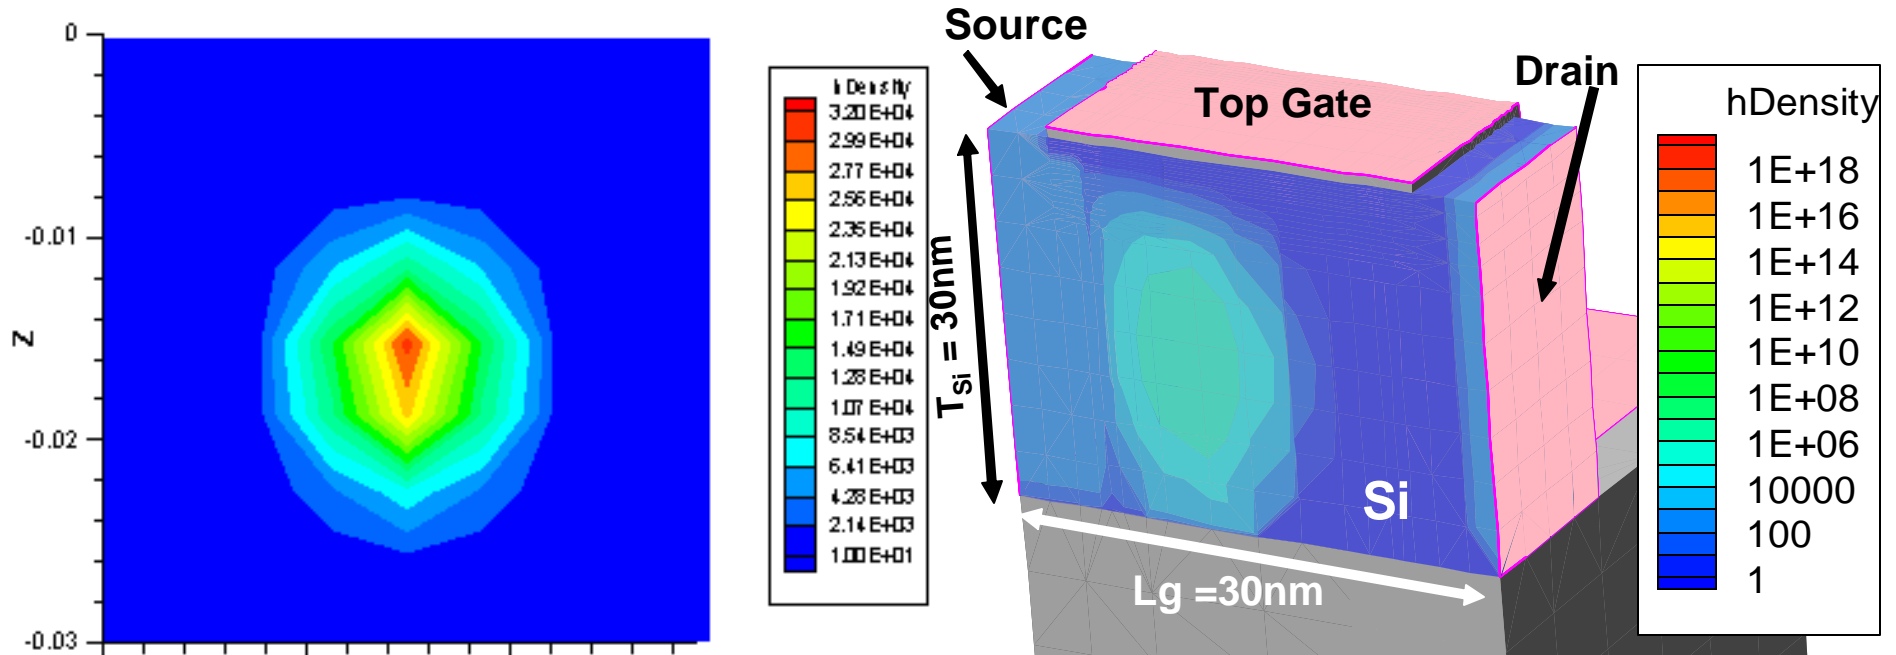 0
-0.01
-0.02
-0.03
Z
hDensity
3.20E+04
2.99E+04
2.77E+04
2.56E+04
2.35E+04
2.13E+04
1.92E+04
1.71E+04
1.49E+04
1.28E+04
1.07E+04
8.54E+03
6.41E+03
4.28E+03
2.14E+03
1.00E+01
Source
Top Gate
Drain
TSi = 30nm
Si
Lg =30nm
hDensity
1E+18
1E+16
1E+14
1E+12
1E+10
1E+08
1E+06
10000
100
1